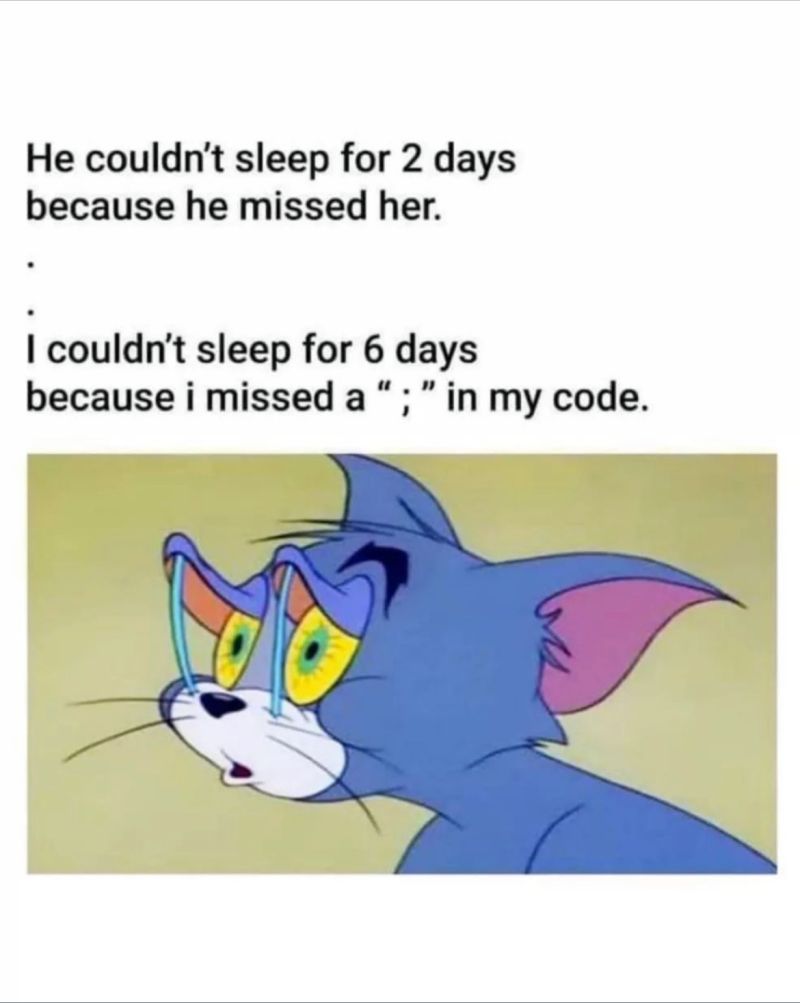 He couldn't sleep for 2 days
because he missed her.
.
.
I couldn't sleep for 6 days
because i missed a “ ; ” in my code.